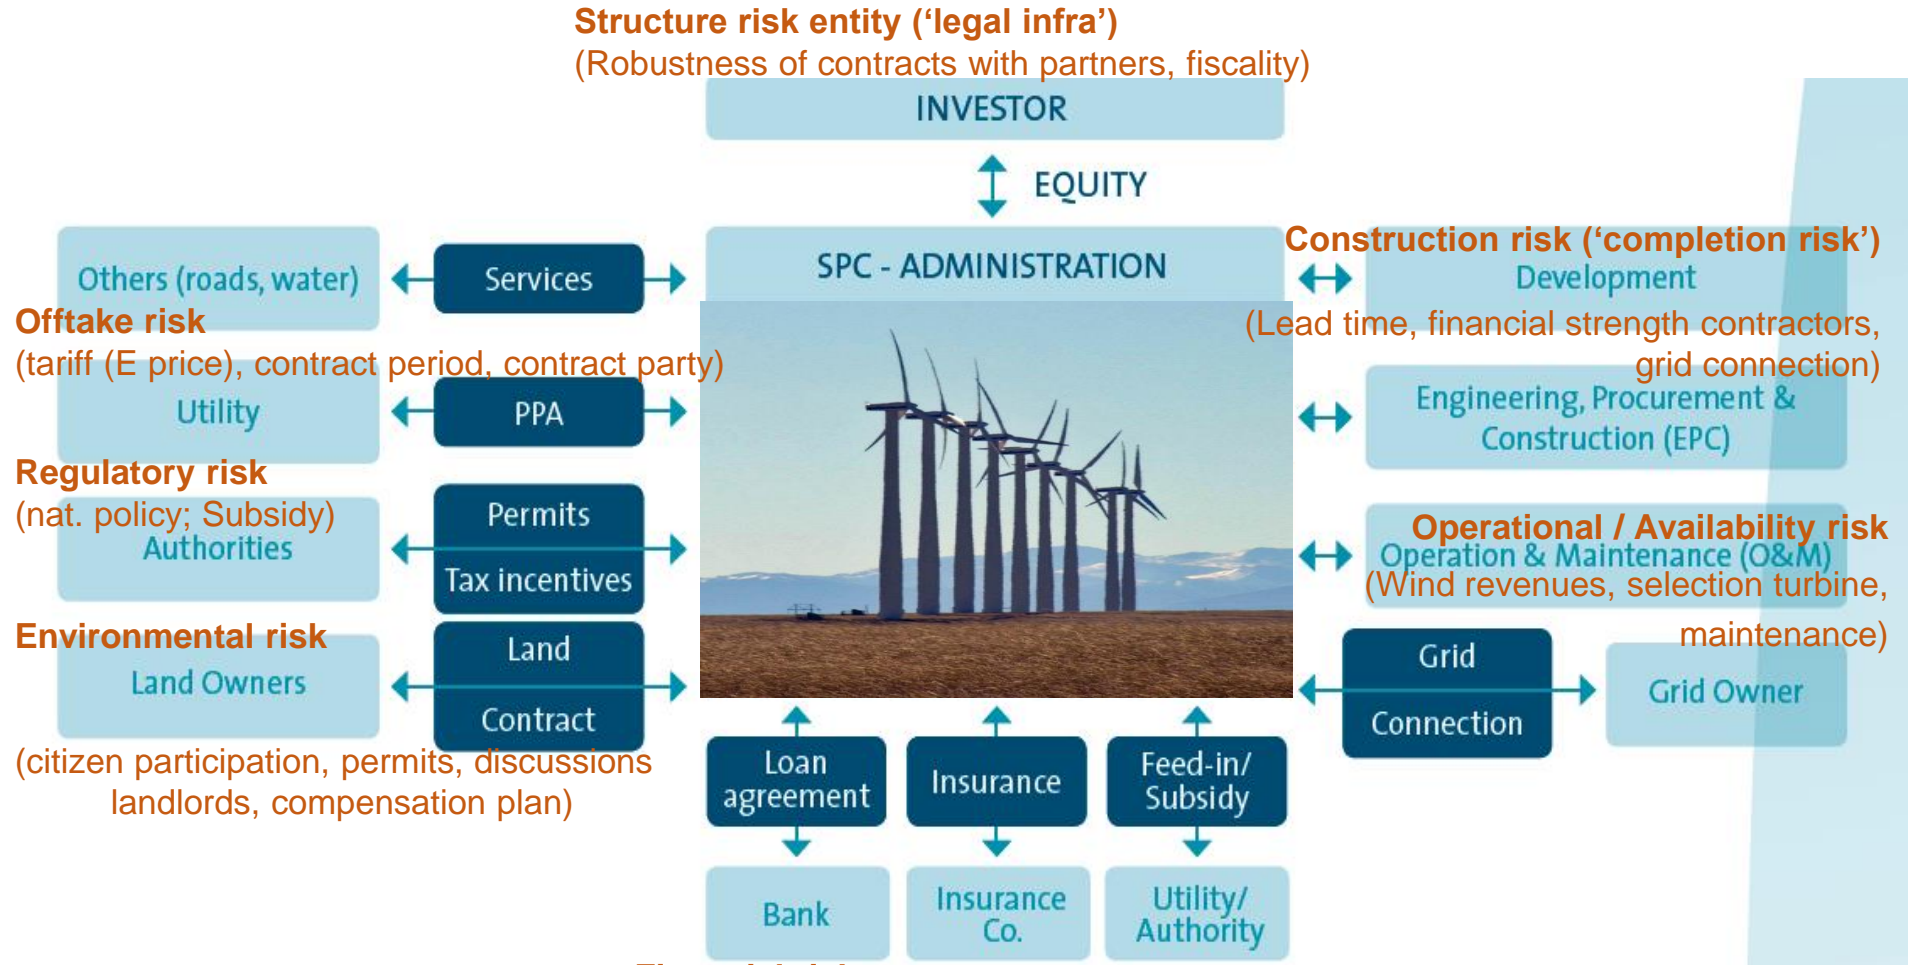 Structure risk entity (‘legal infra’)
(Robustness of contracts with partners, fiscality)
INVESTOR
EQUITY
SPC - ADMINISTRATION
Others (roads, water)
Services
Offtake risk
(tariff (E price), contract period, contract party)
Utility
PPA
Regulatory risk
(nat. policy; Subsidy)
Authorities
Permits
Tax incentives
Environmental risk
Land Owners
Land
Contract
(citizen participation, permits, discussions
landlords, compensation plan)
Construction risk (‘completion risk’)
Development
(Lead time, financial strength contractors,
grid connection)
Engineering, Procurement &
Construction (EPC)
Operational / Availability risk
Operation & Maintenance (O&M)
(Wind revenues, selection turbine,
maintenance)
Grid
Connection
Grid Owner
Loan
agreement
Insurance
Feed-in/
Subsidy
Bank
Insurance
Co.
Utility/
Authority